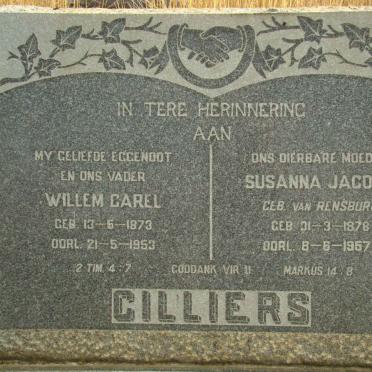 IN TERE HERINNERING
AAN
MY GELIEFDE EGGENOOT
EN ONS VADER
WILLEM CAREL
GEB. 13-6-1873
OORL. 21-5-1953
2 TIM. 4:7
ONS DIERBARE MOED
SUSANNA JACO
GEB. VAN RENSBUR
GEB. 31-3-1876
OORL. 8-6-1967
MARKUS 14:8
GODDANK VIR U
CILLIERS